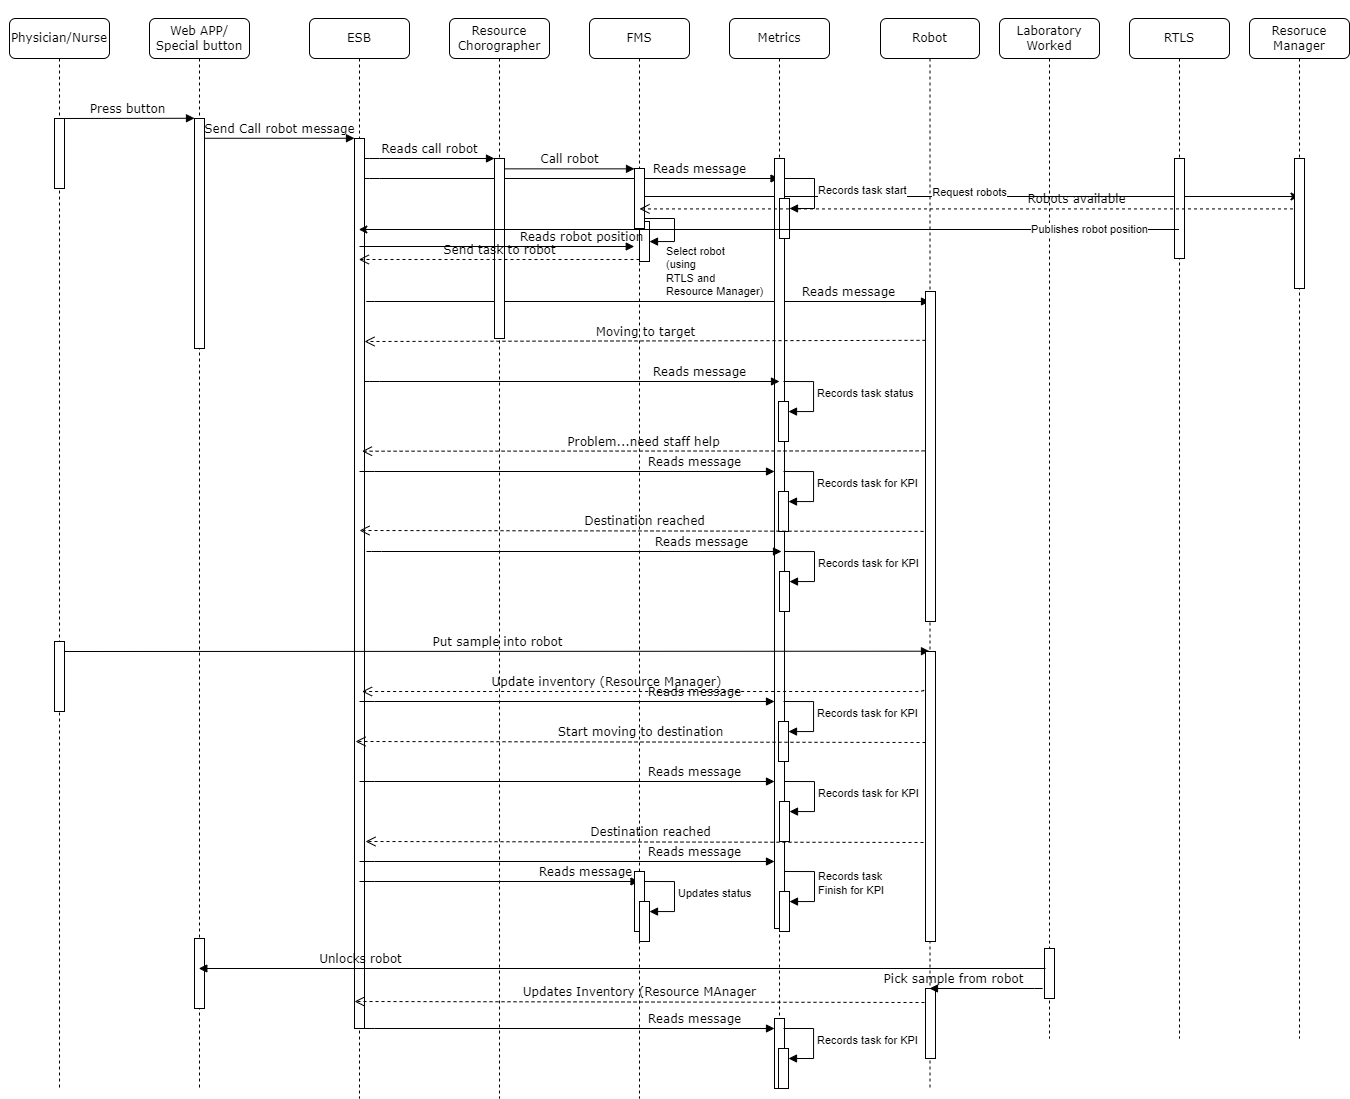 Physician/Nurse
Web APP/
Special button
ESB
Resource
Chorographer
FMS
Metrics
Robot
Laboratory
Worked
RTLS
Resoruce
Manager
Press button
Send Call robot message
Reads call robot
Call robot
Reads message
Records task start
Request robots
Robots available
Publishes robot position
Reads robot position
Send task to robot
Select robot
(using
RTLS and
Resource Manager)
Reads message
Moving to target
Reads message
Records task status
Problem...need staff help
Reads message
Records task for KPI
Destination reached
Reads message
Records task for KPI
Put sample into robot
Update inventory (Resource Manager)
Reads message
Records task for KPI
Start moving to destination
Reads message
Records task for KPI
Destination reached
Reads message
Reads message
Records task
Finish for KPI
Updates status
Unlocks robot
Pick sample from robot
Updates Inventory (Resource MAnager
Reads message
Records task for KPI